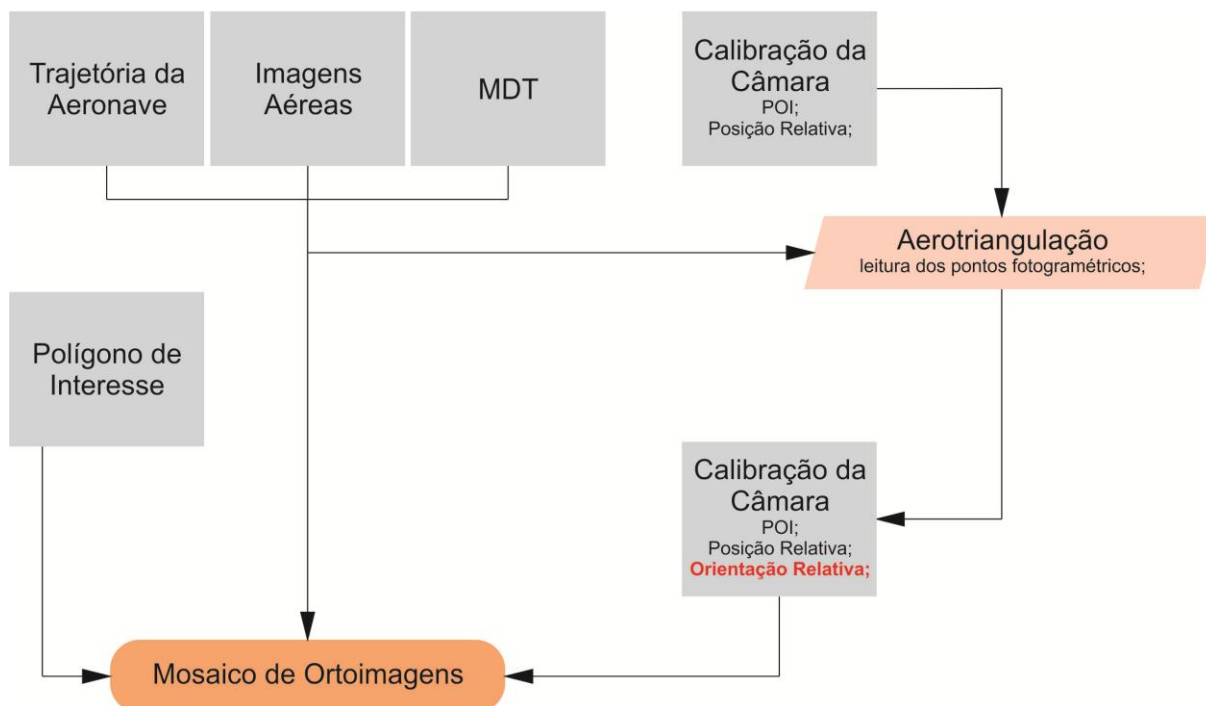 Trajetória da
Aeronave
Imagens
Aéreas
MDT
Calibração da
Câmara
POI;
Posição Relativa;
Aerotriangulação
leitura dos pontos fotogramétricos;
Polígono de
Interesse
Calibração da
Câmara
POI;
Posição Relativa;
Orientação Relativa;
Mosaico de Ortoimagens